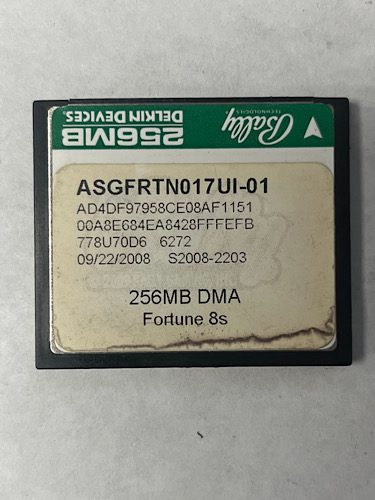 Bally
TECHNOLOGIES
256MB
DELKIN DEVICES.
ASGFRTN017UI-01
AD4DF97958CE08AF1151
00A8E684EA8428FFFEFB
778U70D6 6272
09/22/2008 S2008-2203
256MB DMA
Fortune 8s